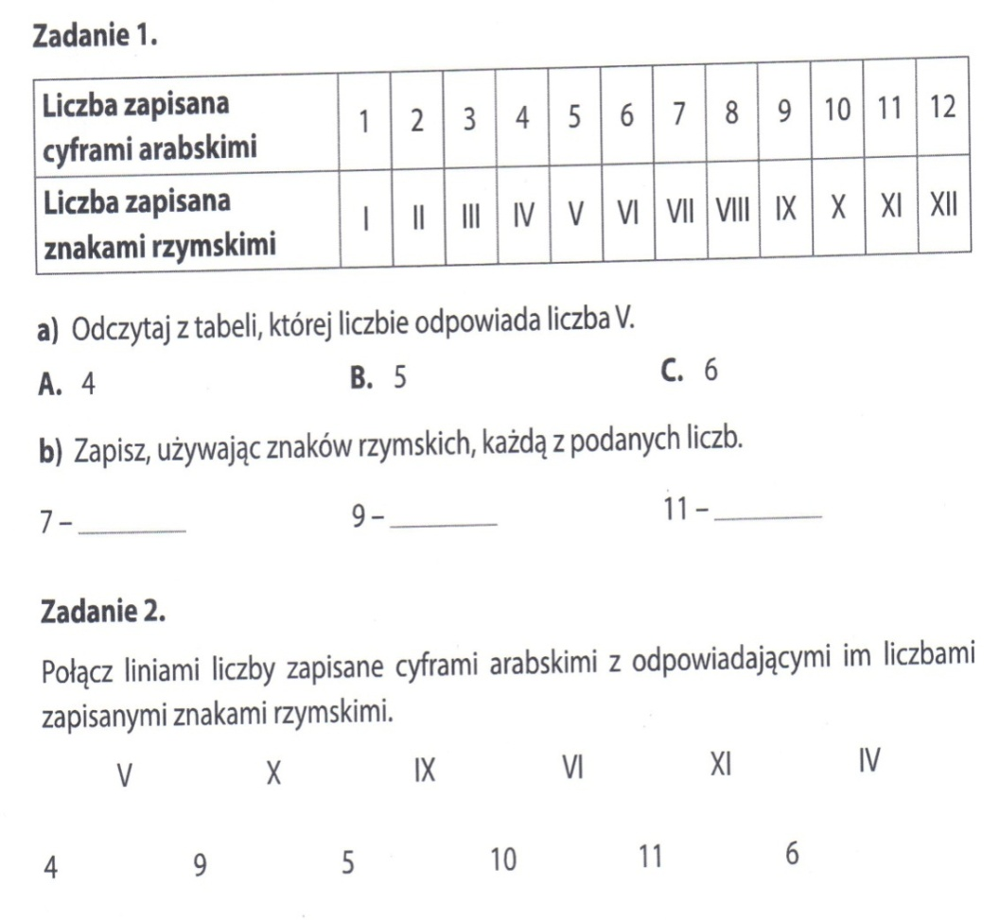 Zadanie 1.
Liczba zapisana
cyframi arabskimi
1 2 3 4 5 6 7 8 9 10 11 12
Liczba zapisana
znakami rzymskimi
I II III IV V VI VII VIII IX X XI XII
a) Odczytaj z tabeli, której liczbie odpowiada liczba V.
A. 4 B. 5 C. 6
b) Zapisz, używając znaków rzymskich, każdą z podanych liczb.
7 – ________ 9 – ________ 11 – ________
Zadanie 2.
Połącz liniami liczby zapisane cyframi arabskimi z odpowiadającymi im liczbami
zapisanymi znakami rzymskimi.
V X IX VI XI IV
4 9 5 10 11 6